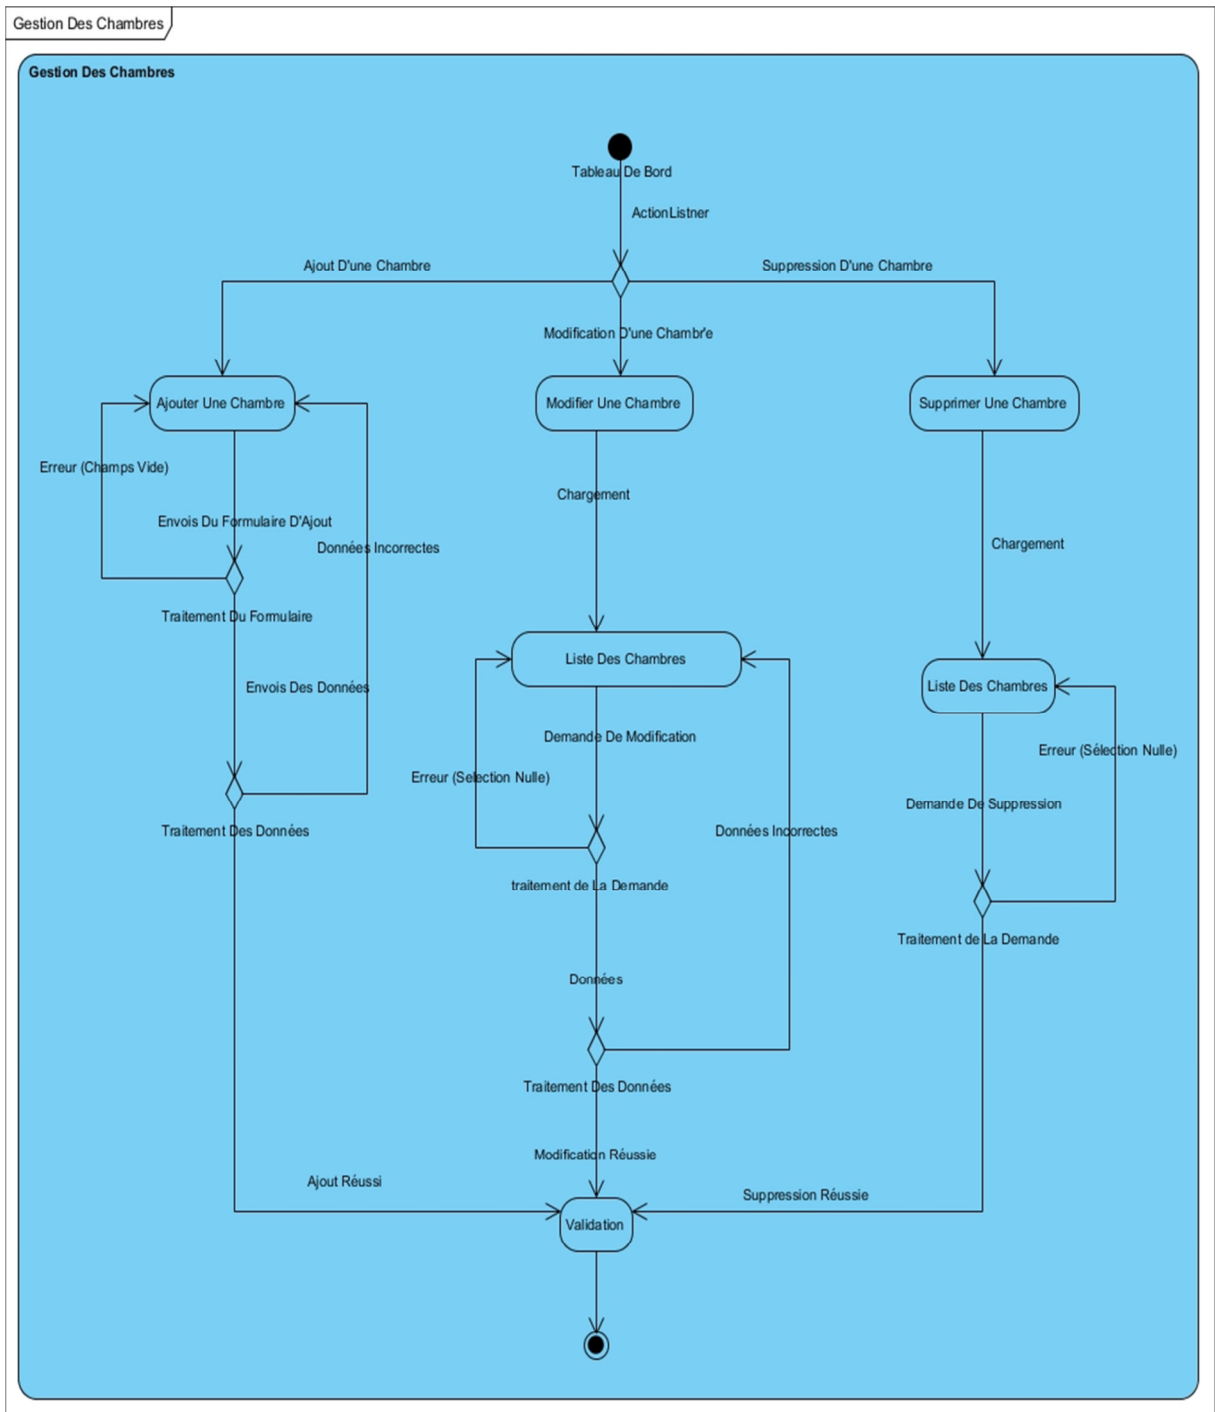 Gestion Des Chambres
Gestion Des Chambres
Tableau De Bord
ActionListner
Ajout D'une Chambre
Suppression D'une Chambre
Modification D'une Chambr'e
Ajouter Une Chambre
Modifier Une Chambre
Supprimer Une Chambre
Erreur (Champs Vide)
Chargement
Envois Du Formulaire D'Ajout
Données Incorrectes
Chargement
Traitement Du Formulaire
Liste Des Chambres
Envois Des Données
Liste Des Chambres
Demande De Modification
Erreur (Sélection Nulle)
Erreur (Selection Nulle)
Demande De Suppression
Traitement Des Données
Données Incorrectes
traitement de La Demande
Traitement de La Demande
Données
Traitement Des Données
Modification Réussie
Ajout Réussi
Suppression Réussie
Validation